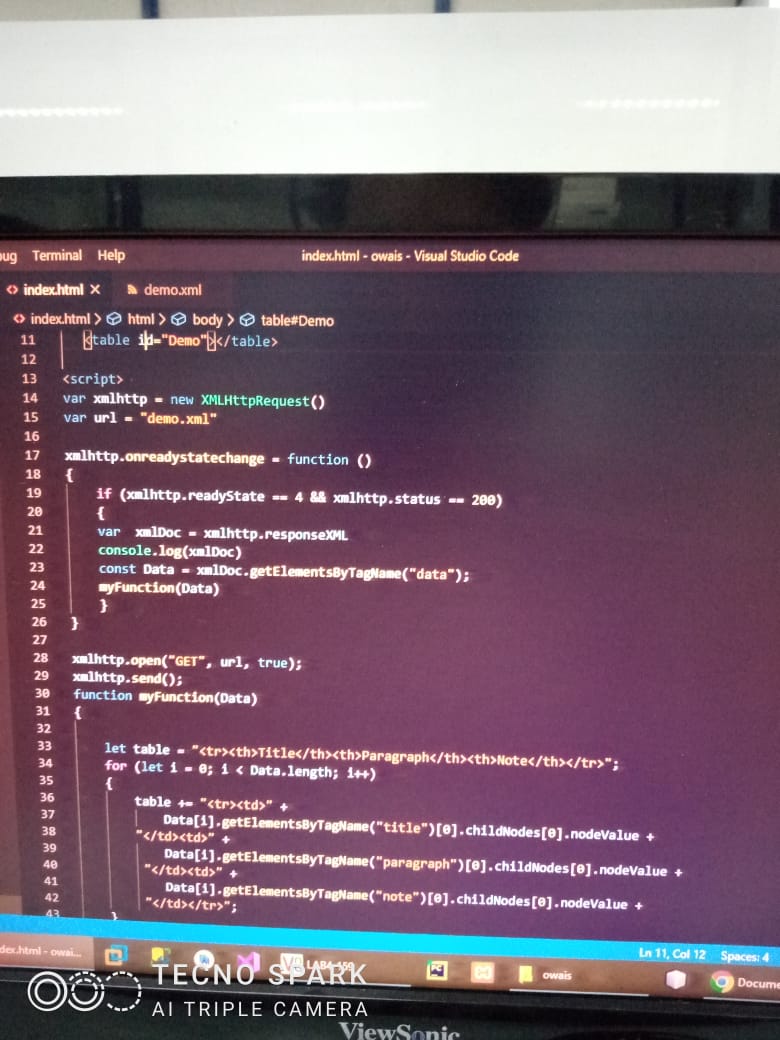 ug Terminal Help index.html - owais - Visual Studio Code
index.html × demo.xml
index.html > html > body > table#Demo
11 <table id="Demo"></table>
12
13 <script>
14 var xmlhttp = new XMLHttpRequest()
15 var url = "demo.xml"
16
17 xmlhttp.onreadystatechange = function ()
18 {
19 if (xmlhttp.readyState == 4 && xmlhttp.status == 200)
20 {
21 var xmlDoc = xmlhttp.responseXML
22 console.log(xmlDoc)
23 const Data = xmlDoc.getElementsByTagName("data");
24 myFunction(Data)
25 }
26 }
27
28 xmlhttp.open("GET", url, true);
29 xmlhttp.send();
30 function myFunction(Data)
31 {
32
33 let table = "<tr><th>Title</th><th>Paragraph</th><th>Note</th></tr>";
34 for (let i = 0; i < Data.length; i++)
35 {
36 table += "<tr><td>" +
37 Data[i].getElementsByTagName("title")[0].childNodes[0].nodeValue +
38 "</td><td>" +
39 Data[i].getElementsByTagName("paragraph")[0].childNodes[0].nodeValue +
40 "</td><td>" +
41 Data[i].getElementsByTagName("note")[0].childNodes[0].nodeValue +
42 "</td></tr>";
43 }
Ln 11, Col 12 Spaces: 4
dex.html - owai... owais Docume
TECNO SPARK
AI TRIPLE CAMERA
ViewSonic